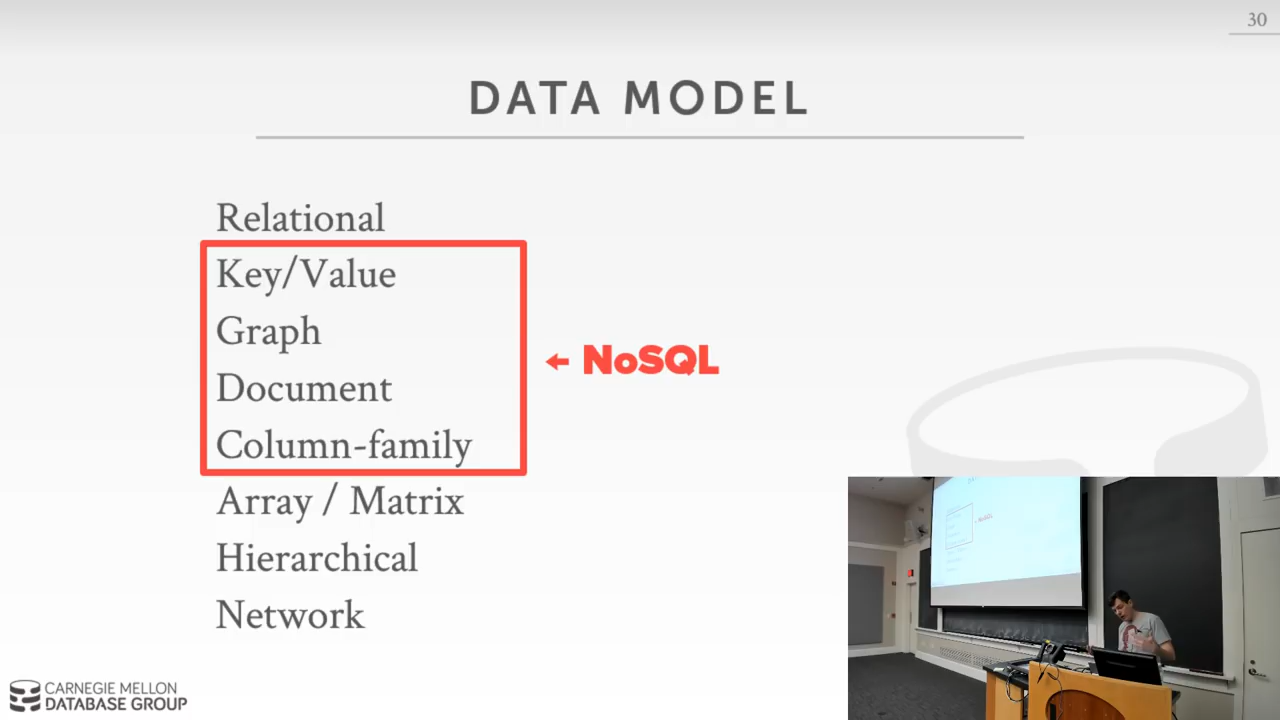 30
DATA MODEL
Relational
Key/Value
Graph
Document
Column-family
← NoSQL
Array / Matrix
Hierarchical
Network
CARNEGIE MELLON
DATABASE GROUP